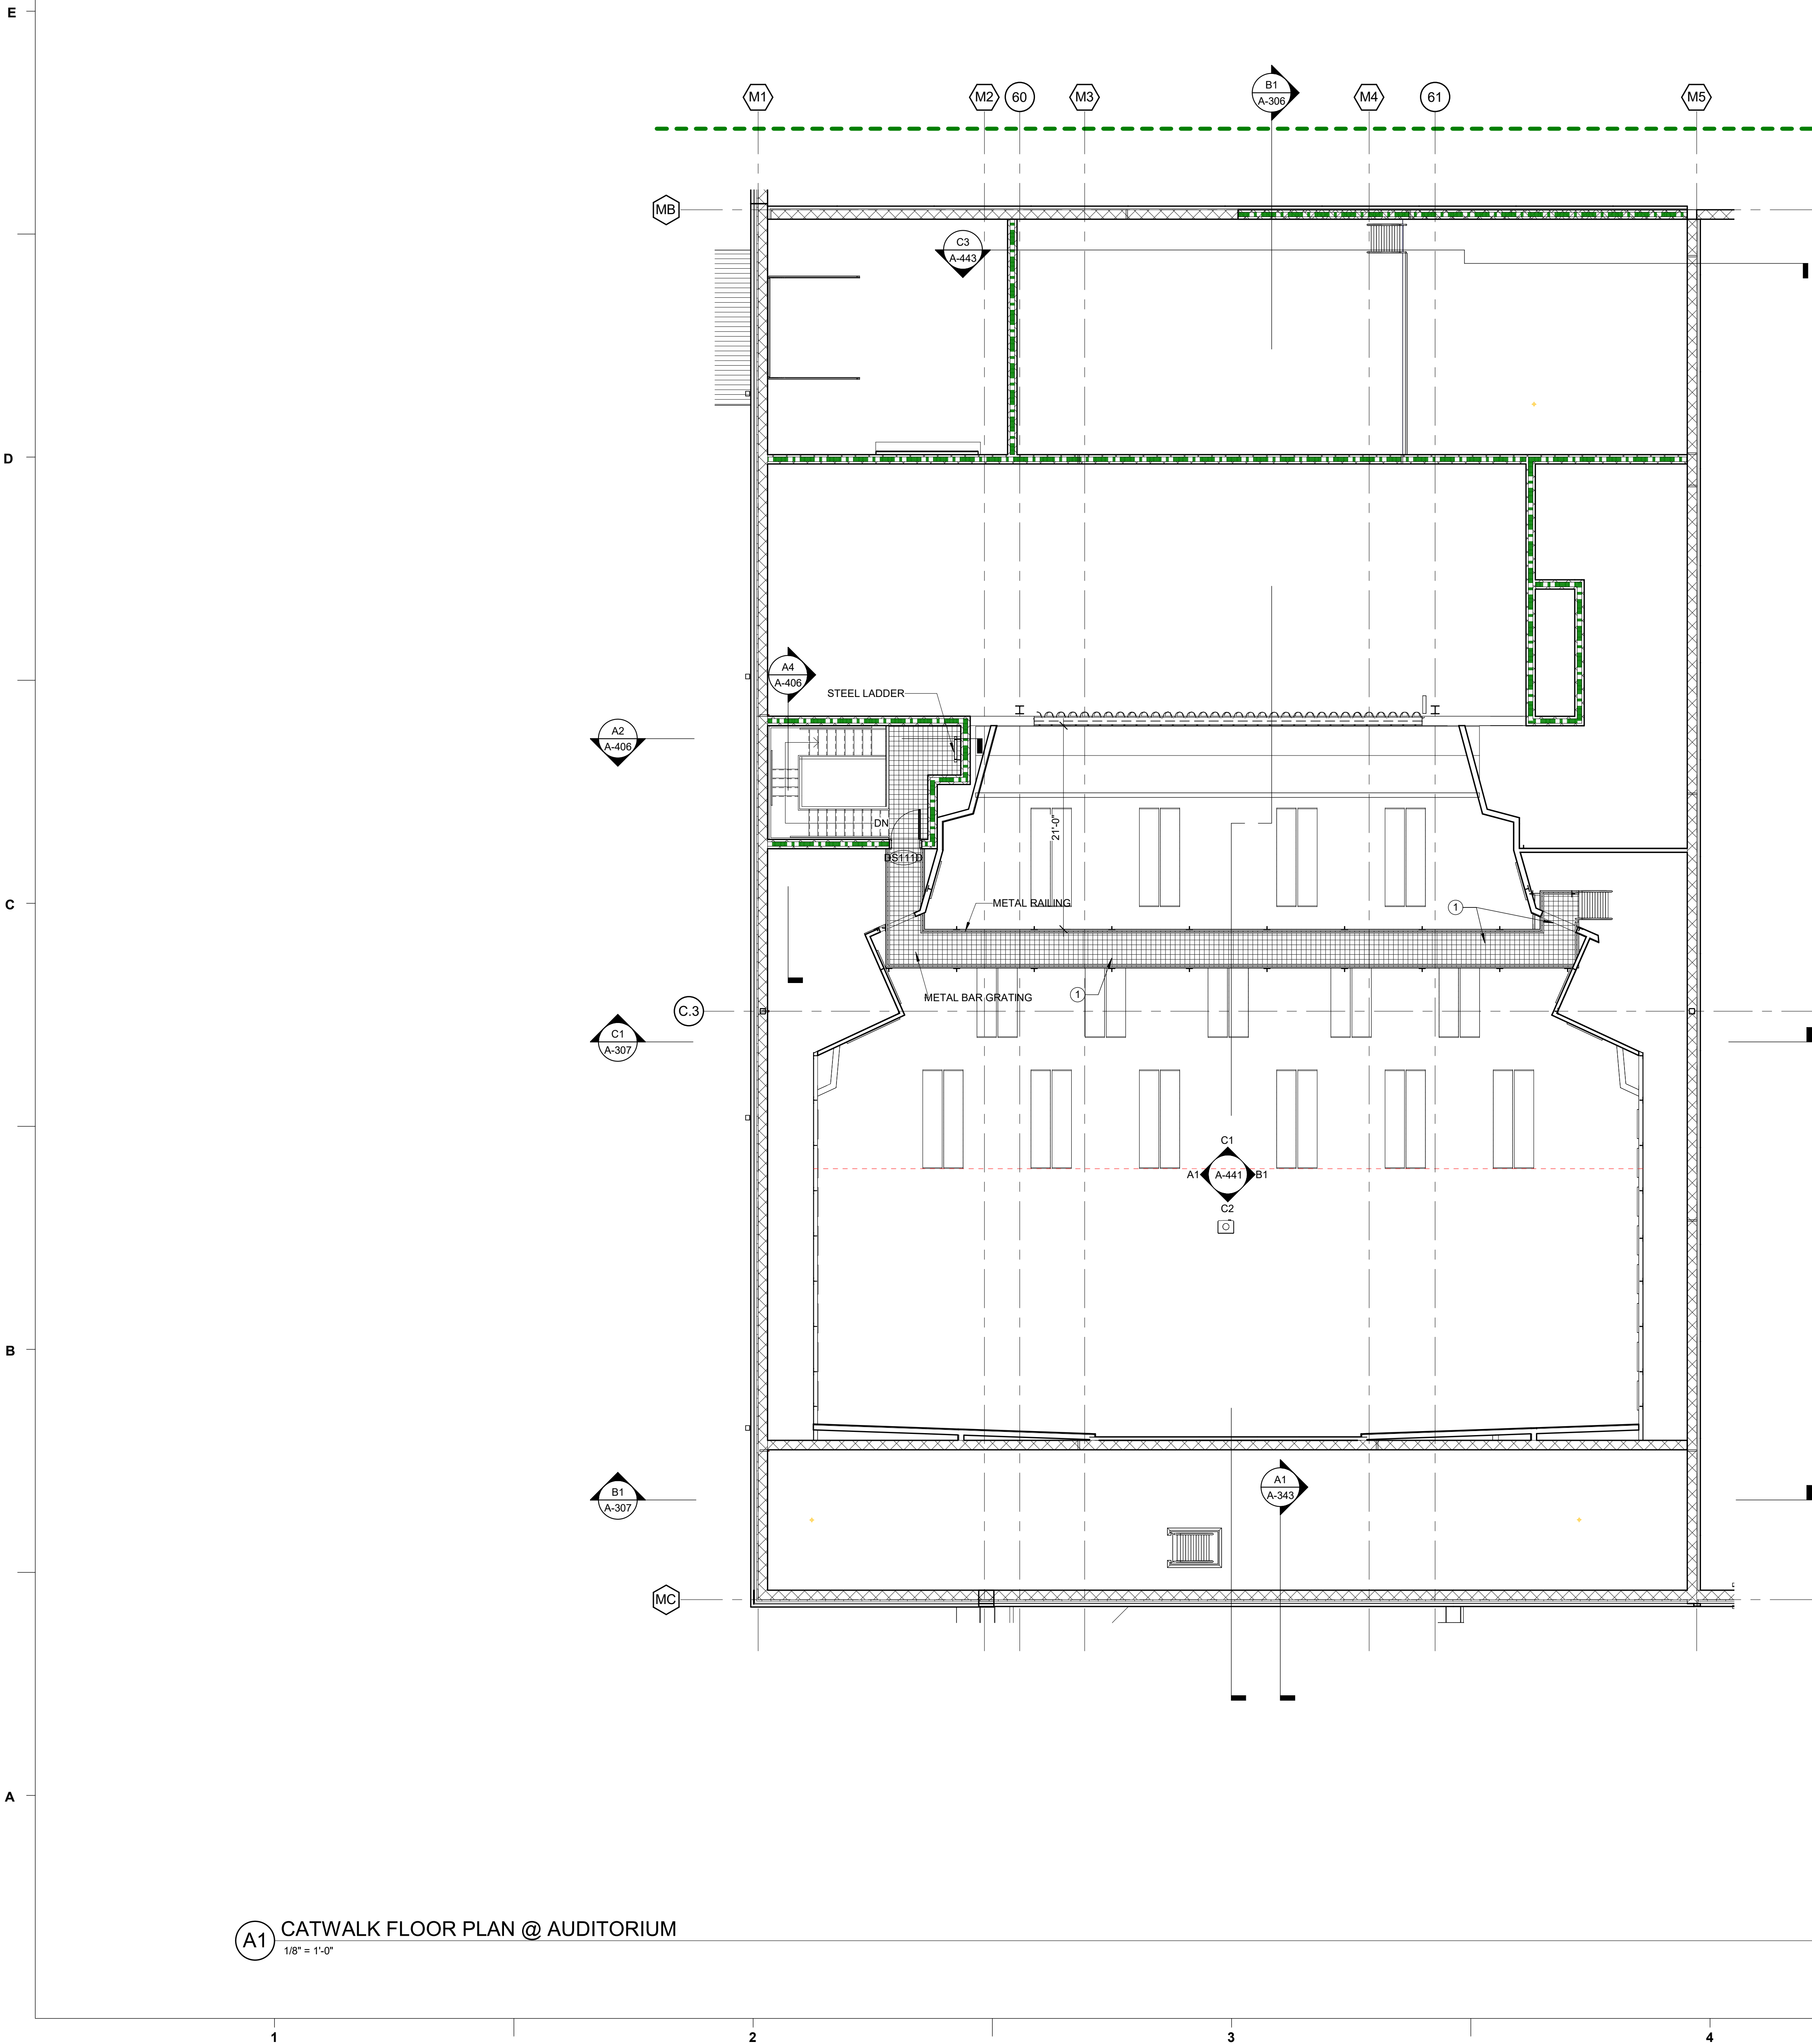 E
B1
A-306
M1
M2
60
M3
M4
61
M5
MB
C3
A-443
D
A4
A-406
STEEL LADDER
A2
A-406
21'-0"
DN
DS111D
METAL RAILING
C
1
METAL BAR GRATING
1
C.3
C1
A-307
C1
A1
A-441
B1
C2
B
B1
A-307
A1
A-343
MC
A
A1
CATWALK FLOOR PLAN @ AUDITORIUM
1/8" = 1'-0"
1
2
3
4